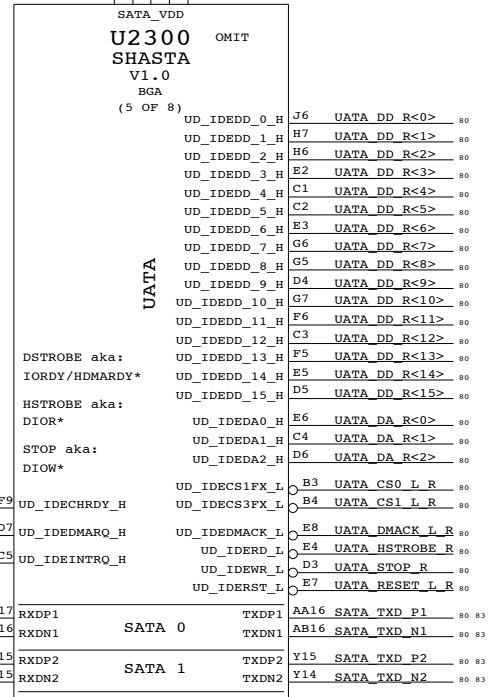 SATA_VDD
U2300 OMIT
SHASTA
V1.0
BGA
(5 OF 8)
UD_IDEDD_0_H J6 UATA_DD_R<0> 80
UD_IDEDD_1_H H7 UATA_DD_R<1> 80
UD_IDEDD_2_H H6 UATA_DD_R<2> 80
UD_IDEDD_3_H E2 UATA_DD_R<3> 80
UD_IDEDD_4_H C1 UATA_DD_R<4> 80
UD_IDEDD_5_H C2 UATA_DD_R<5> 80
UD_IDEDD_6_H E3 UATA_DD_R<6> 80
UD_IDEDD_7_H G6 UATA_DD_R<7> 80
UD_IDEDD_8_H G5 UATA_DD_R<8> 80
UD_IDEDD_9_H D4 UATA_DD_R<9> 80
UATA
UD_IDEDD_10_H G7 UATA_DD_R<10> 80
UD_IDEDD_11_H F6 UATA_DD_R<11> 80
UD_IDEDD_12_H C3 UATA_DD_R<12> 80
DSTROBE aka: UD_IDEDD_13_H F5 UATA_DD_R<13> 80
IORDY/HDMARDY* UD_IDEDD_14_H E5 UATA_DD_R<14> 80
UD_IDEDD_15_H D5 UATA_DD_R<15> 80
HSTROBE aka:
DIOR* UD_IDEDA0_H E6 UATA_DA_R<0> 80
UD_IDEDA1_H C4 UATA_DA_R<1> 80
STOP aka: UD_IDEDA2_H D6 UATA_DA_R<2> 80
DIOW*
UD_IDECS1FX_L B3 UATA_CS0_L_R 80
F9 UD_IDECHRDY_H UD_IDECS3FX_L B4 UATA_CS1_L_R 80
D7 UD_IDEDMARQ_H UD_IDEDMACK_L E8 UATA_DMACK_L_R 80
C5 UD_IDEINTRQ_H UD_IDERD_L E4 UATA_HSTROBE_R 80
UD_IDEWR_L D3 UATA_STOP_R 80
UD_IDERST_L E7 UATA_RESET_L_R 80
17 RXDP1 TXDP1 AA16 SATA_TXD_P1 80 83
16 RXDN1 SATA 0 TXDN1 AB16 SATA_TXD_N1 80 83
15 RXDP2 TXDP2 Y15 SATA_TXD_P2 80 83
15 RXDN2 SATA 1 TXDN2 Y14 SATA_TXD_N2 80 83